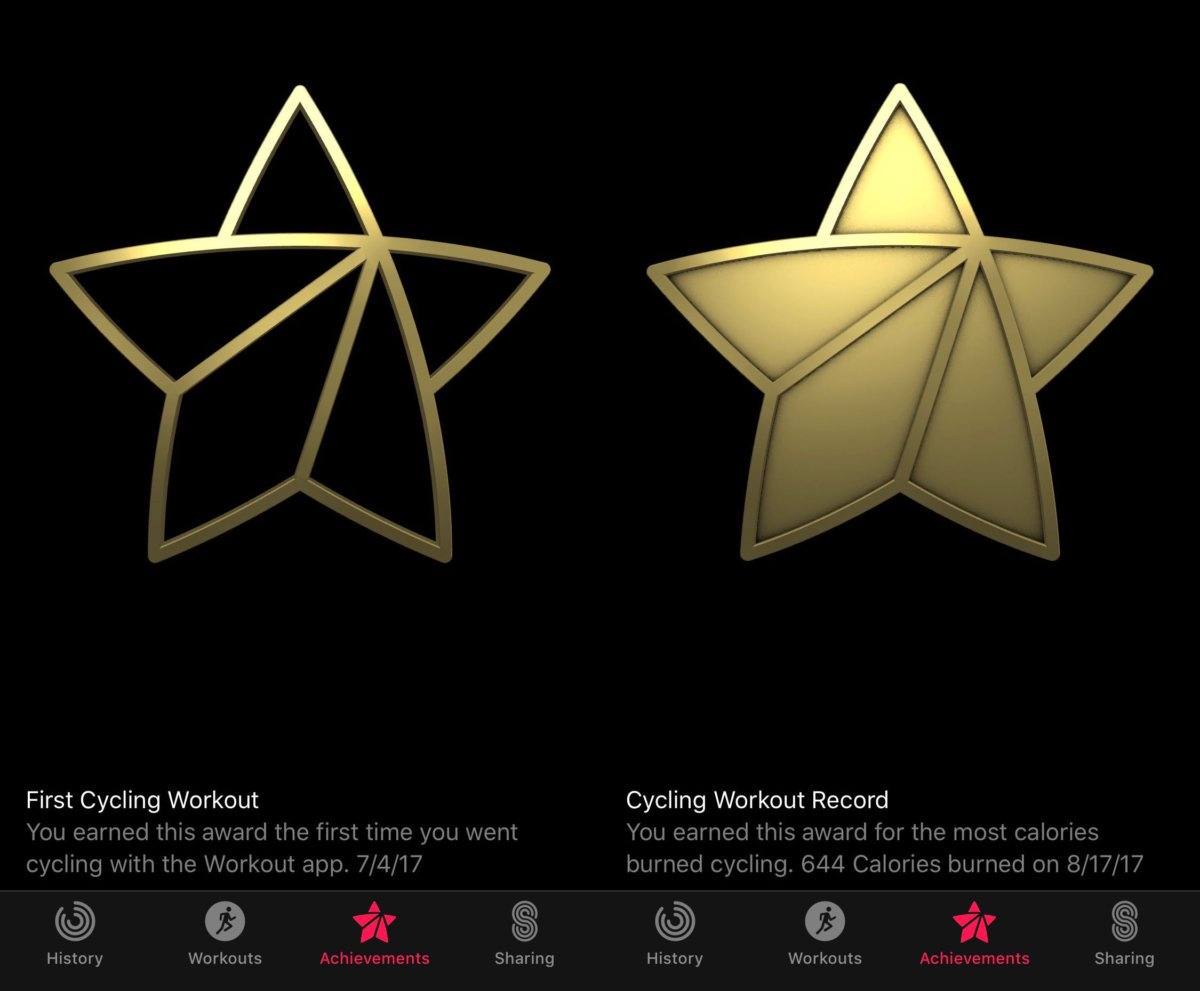 First Cycling Workout
You earned this award the first time you went
cycling with the Workout app. 7/4/17
History
Workouts
Achievements
Sharing
Cycling Workout Record
You earned this award for the most calories
burned cycling. 644 Calories burned on 8/17/17
History
Workouts
Achievements
Sharing